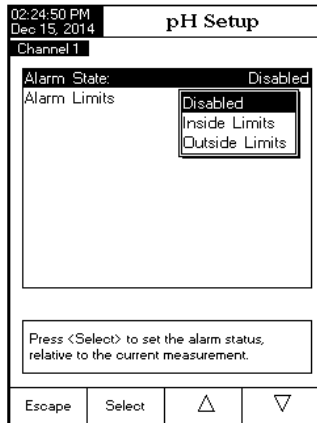 02:24:50 PM
Dec 15, 2014
pH Setup
Channel 1
Alarm State: Disabled
Alarm Limits
Disabled
Inside Limits
Outside Limits
Press <Select> to set the alarm status,
relative to the current measurement.
Escape Select △ ▽